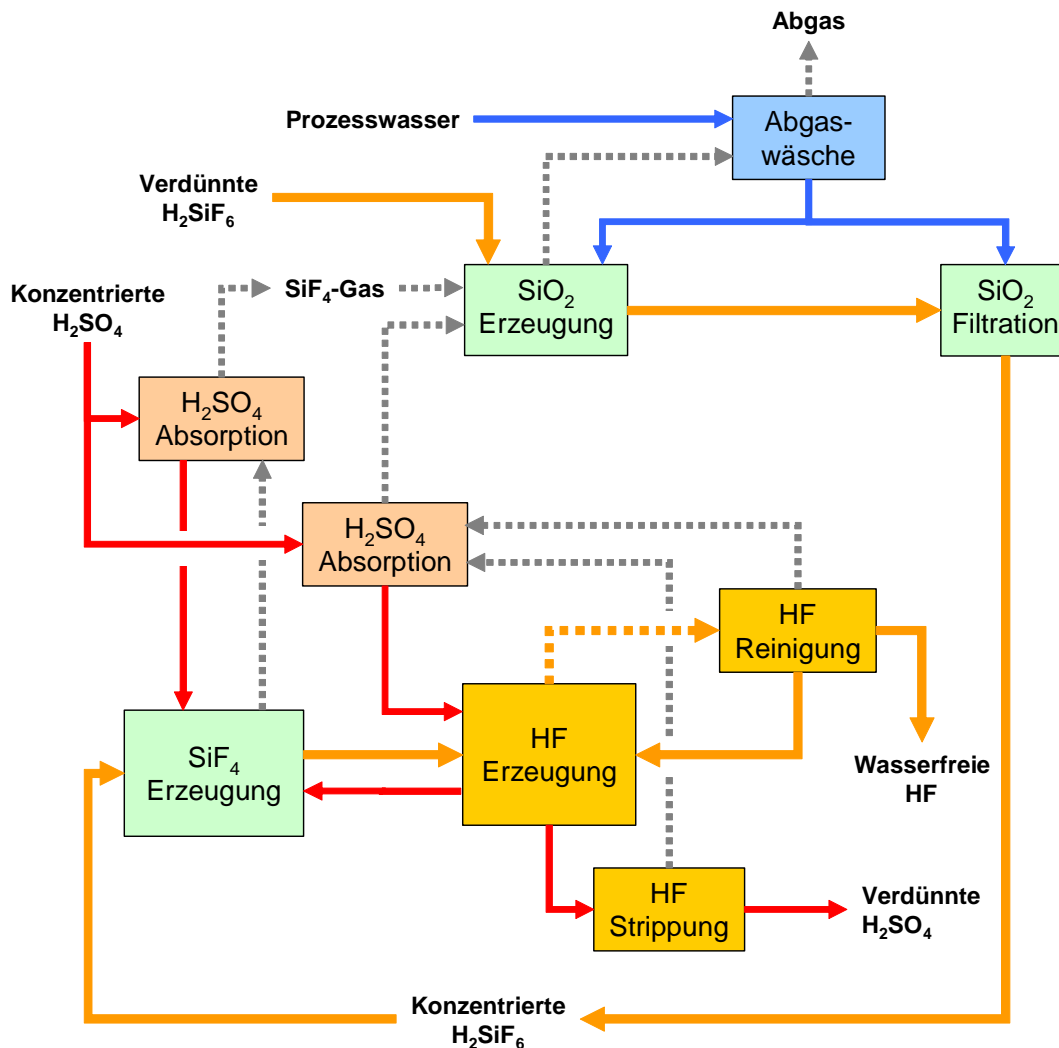 Abgas
Prozesswasser
Abgas-
wäsche
Verdünnte
H₂SiF₆
Konzentrierte
H₂SO₄
SiF₄-Gas
SiO₂
Erzeugung
SiO₂
Filtration
H₂SO₄
Absorption
H₂SO₄
Absorption
HF
Reinigung
SiF₄
Erzeugung
HF
Erzeugung
Wasserfreie
HF
HF
Strippung
Verdünnte
H₂SO₄
Konzentrierte
H₂SiF₆